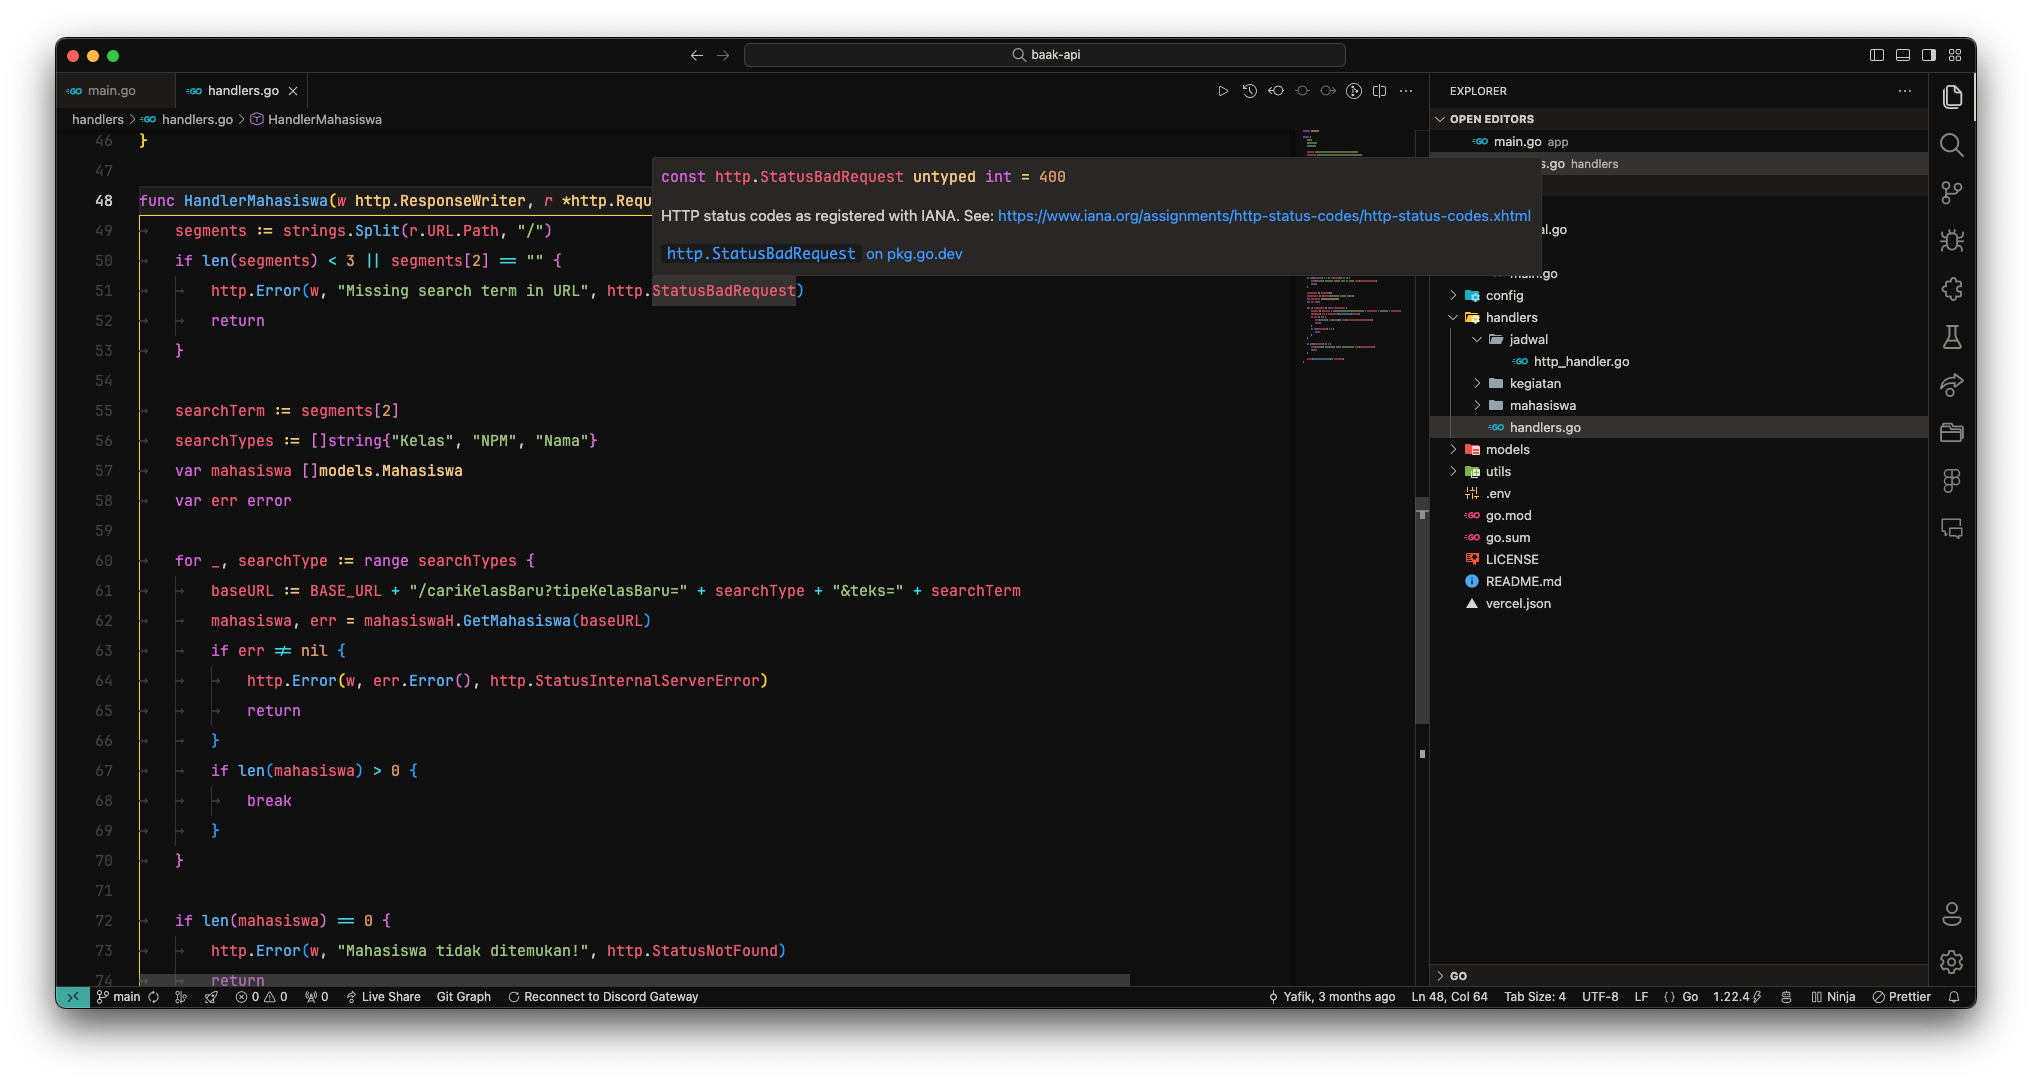 baak-api
main.go
handlers.go
handlers > handlers.go > HandlerMahasiswa
46 }
47
48 func HandlerMahasiswa(w http.ResponseWriter, r *http.Requ
49 segments := strings.Split(r.URL.Path, "/")
50 if len(segments) < 3 || segments[2] == "" {
51 http.Error(w, "Missing search term in URL", http.StatusBadRequest)
52 return
53 }
54
55 searchTerm := segments[2]
56 searchTypes := []string{"Kelas", "NPM", "Nama"}
57 var mahasiswa []models.Mahasiswa
58 var err error
59
60 for _, searchType := range searchTypes {
61 baseURL := BASE_URL + "/cariKelasBaru?tipeKelasBaru=" + searchType + "&teks=" + searchTerm
62 mahasiswa, err = mahasiswaH.GetMahasiswa(baseURL)
63 if err != nil {
64 http.Error(w, err.Error(), http.StatusInternalServerError)
65 return
66 }
67 if len(mahasiswa) > 0 {
68 break
69 }
70 }
71
72 if len(mahasiswa) == 0 {
73 http.Error(w, "Mahasiswa tidak ditemukan!", http.StatusNotFound)
74 return
const http.StatusBadRequest untyped int = 400
HTTP status codes as registered with IANA. See: https://www.iana.org/assignments/http-status-codes/http-status-codes.xhtml
http.StatusBadRequest on pkg.go.dev
EXPLORER
OPEN EDITORS
main.go app
s.go handlers
al.go
main.go
config
handlers
jadwal
http_handler.go
kegiatan
mahasiswa
handlers.go
models
utils
.env
go.mod
go.sum
LICENSE
README.md
vercel.json
GO
main 0 0 0 Live Share Git Graph Reconnect to Discord Gateway Yafik, 3 months ago Ln 48, Col 64 Tab Size: 4 UTF-8 LF {} Go 1.22.4 Ninja Prettier